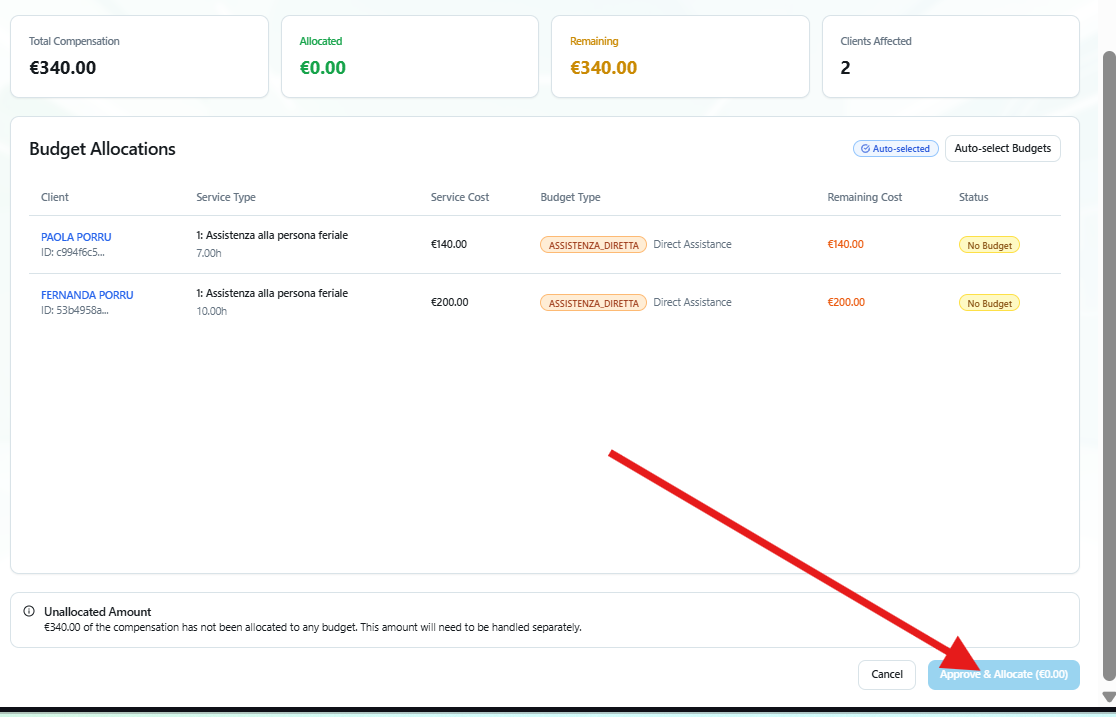 Total Compensation
€340.00
Allocated
€0.00
Remaining
€340.00
Clients Affected
2
Budget Allocations
Auto-selected
Auto-select Budgets
Client Service Type Service Cost Budget Type Remaining Cost Status
PAOLA PORRU 1: Assistenza alla persona feriale €140.00 ASSISTENZA_DIRETTA Direct Assistance €140.00 No Budget
ID: c994f6c5... 7.00h
FERNANDA PORRU 1: Assistenza alla persona feriale €200.00 ASSISTENZA_DIRETTA Direct Assistance €200.00 No Budget
ID: 53b4958a... 10.00h
Unallocated Amount
€340.00 of the compensation has not been allocated to any budget. This amount will need to be handled separately.
Cancel
Approve & Allocate (€0.00)